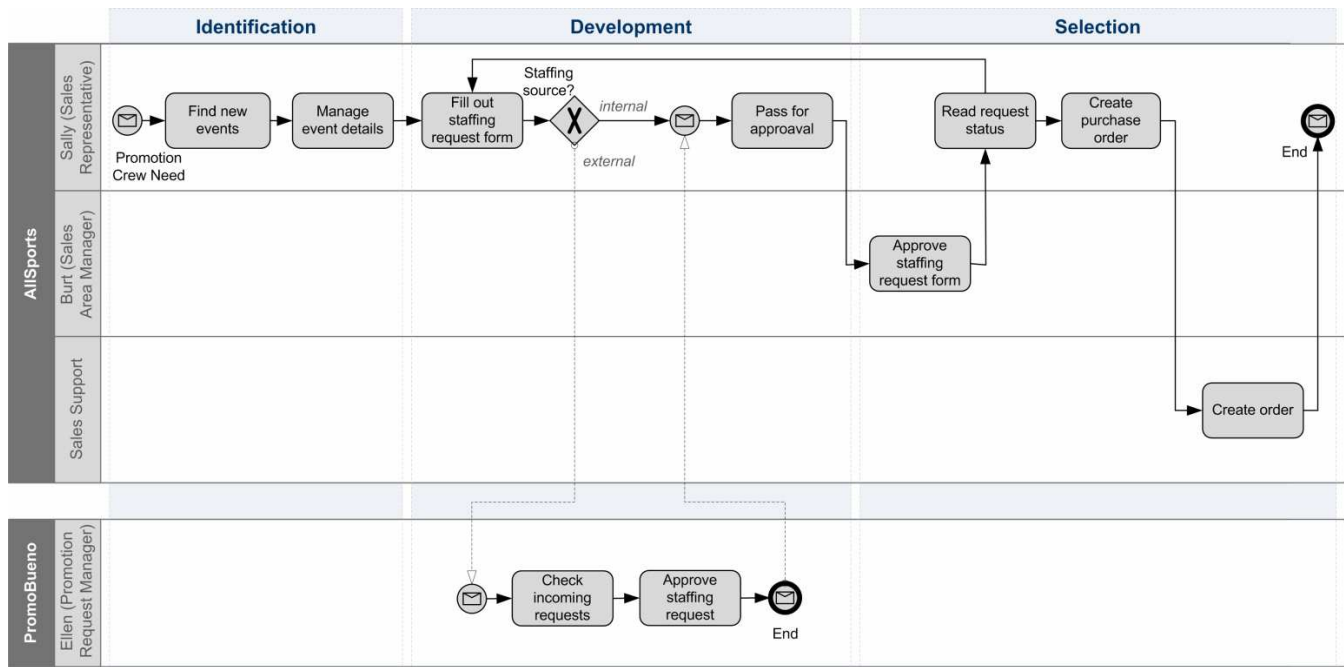 Identification
Development
Selection
AllSports
Sally (Sales
Representative)
Promotion
Crew Need
Find new
events
Manage
event details
Fill out
staffing
request form
Staffing
source?
internal
external
Pass for
approaval
Read request
status
Create
purchase
order
End
Burt (Sales
Area Manager)
Approve
staffing
request form
Sales Support
Create order
PromoBueno
Ellen (Promotion
Request Manager)
Check
incoming
requests
Approve
staffing
request
End